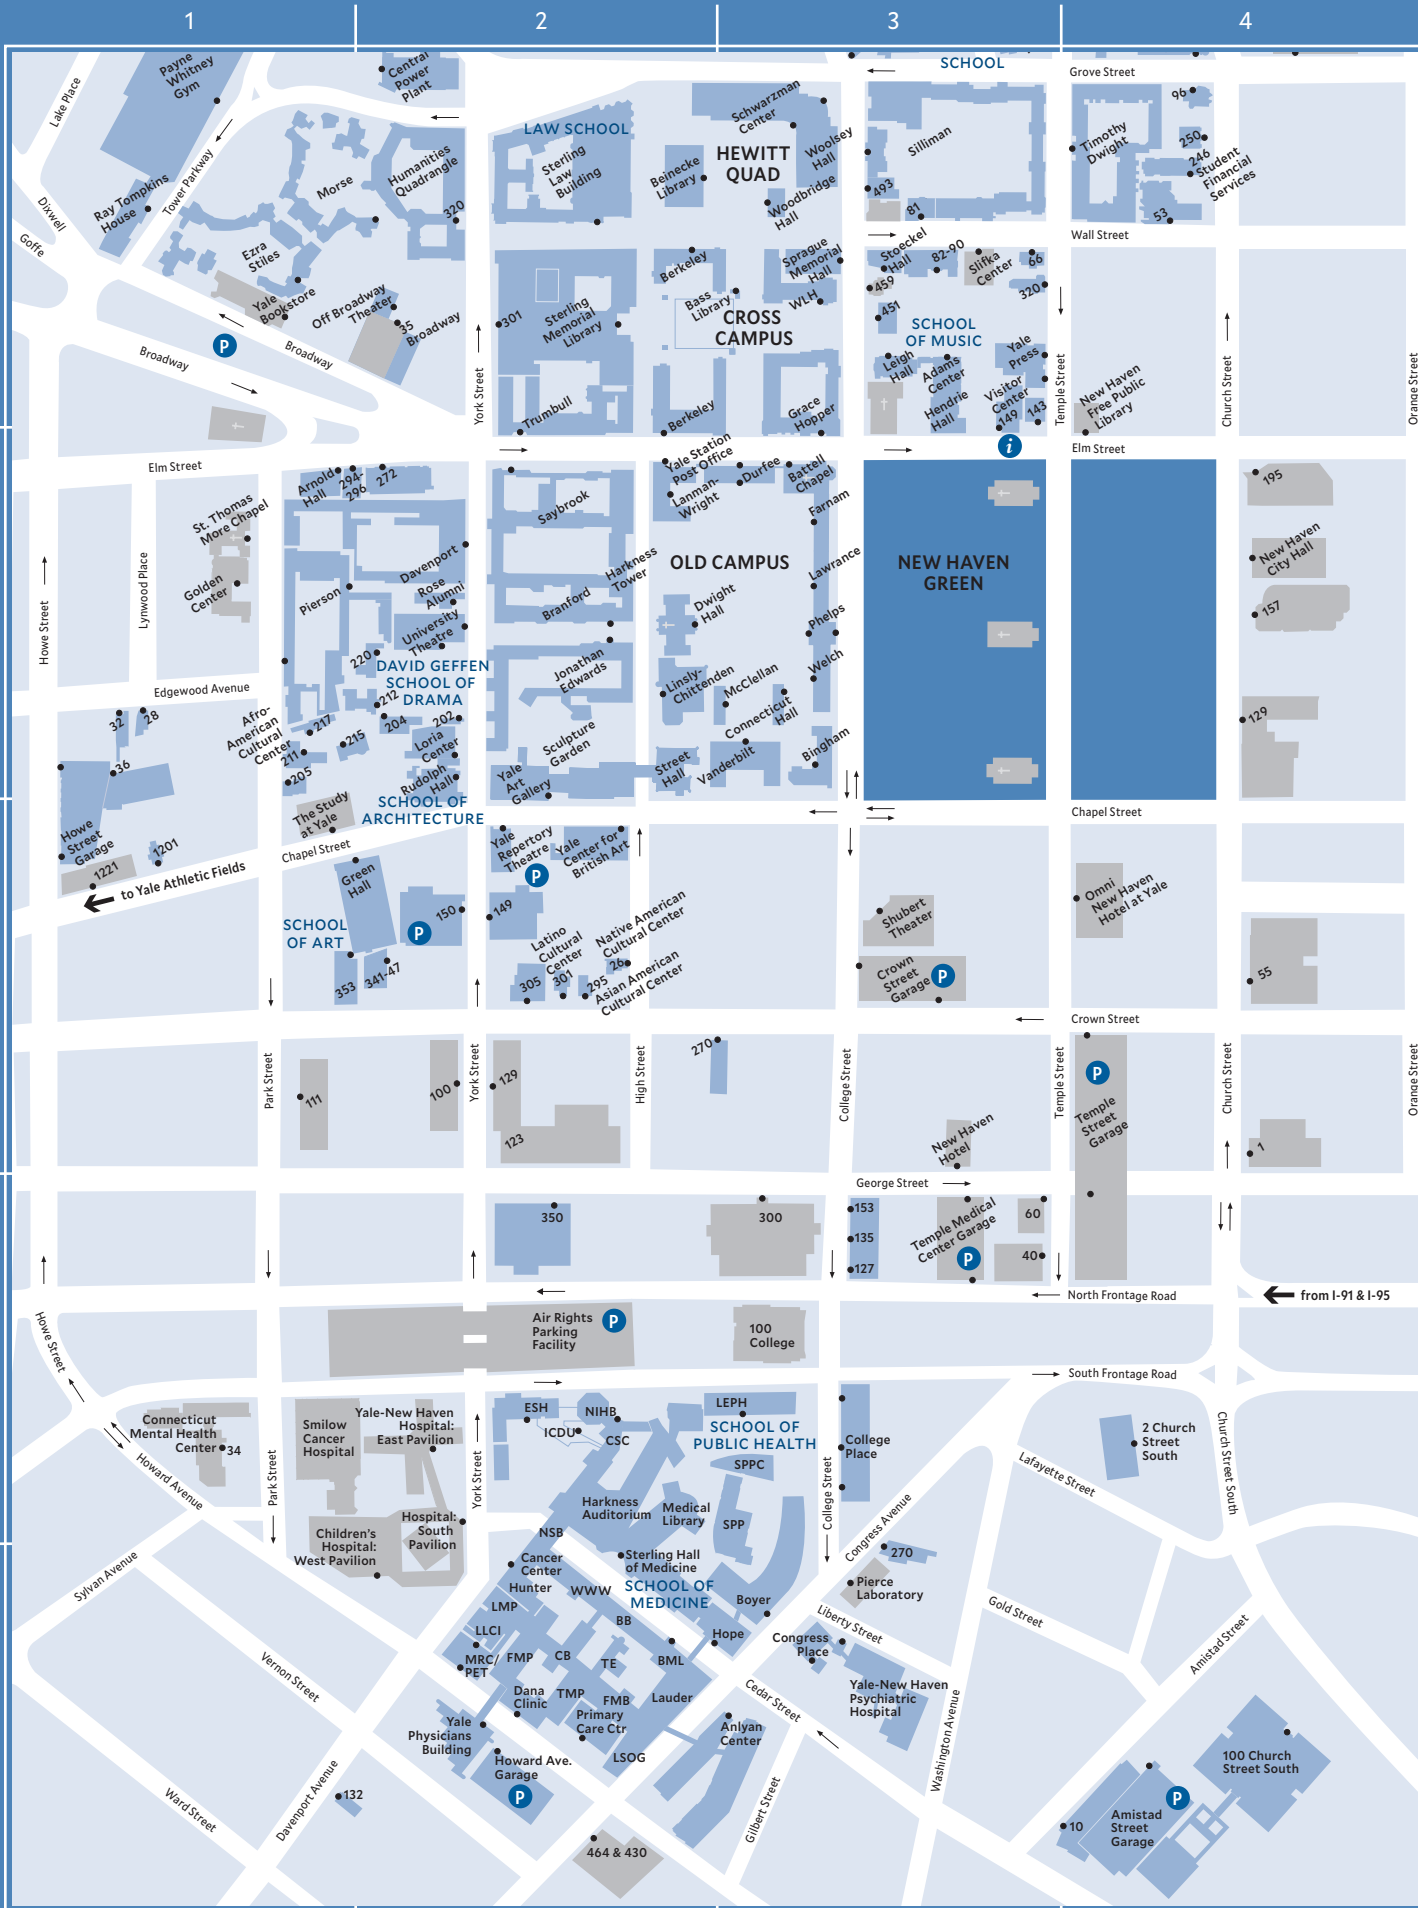 1
2
3
4
Payne
Whitney
Gym
Central
Power
Plant
SCHOOL
Grove Street
Lake Place
Tower Parkway
Ray Tompkins
House
Dixwell
Goffe
Morse
Humanities
Quadrangle
320
Ezra
Stiles
Yale
Bookstore
Off Broadway
Theater
35
Broadway
P
Broadway
Broadway
LAW SCHOOL
Sterling
Law
Building
Schwarzman
Center
HEWITT
QUAD
Woolsey
Hall
Beinecke
Library
Woodbridge
Hall
Silliman
493
81
Timothy
Dwight
96
250
246
Student
Financial
Services
53
Wall Street
York Street
301
Sterling
Memorial
Library
Trumbull
Berkeley
Bass
Library
CROSS
CAMPUS
Berkeley
Sprague
Memorial
Hall
WLH
Grace
Hopper
Stoeckel
Hall
82-90
Slifka
Center
66
459
451
320
SCHOOL
OF MUSIC
Leigh
Hall
Adams
Center
Hendrie
Hall
Yale
Press
Visitor
Center
149
143
Temple Street
New Haven
Free Public
Library
Church Street
Orange Street
i
Elm Street
Elm Street
Arnold
Hall
294-
296
272
St. Thomas
More Chapel
Golden
Center
Howe Street
Lynwood Place
Pierson
Davenport
Rose
Alumni
University
Theatre
220
DAVID GEFFEN
SCHOOL OF
DRAMA
212
204
202
Edgewood Avenue
32
28
36
Afro-
American
Cultural
Center
217
211
215
205
Loria
Center
Rudolph
Hall
The Study
at Yale
SCHOOL OF
ARCHITECTURE
Howe
Street
Garage
1221
1201
Chapel Street
to Yale Athletic Fields
Saybrook
Harkness
Tower
Branford
Jonathan
Edwards
Sculpture
Garden
Yale
Art
Gallery
Yale Station
Post Office
Lanman-
Wright
Durfee
Battell
Chapel
Farnam
OLD CAMPUS
Lawrance
Dwight
Hall
Phelps
Linsly-
Chittenden
McClellan
Welch
Connecticut
Hall
Street
Hall
Vanderbilt
Bingham
NEW HAVEN
GREEN
195
New Haven
City Hall
157
129
Chapel Street
Green
Hall
SCHOOL
OF ART
150
P
353
341-47
Yale
Repertory
Theatre
P
Yale
Center for
British Art
149
Latino
Cultural
Center
305
301
295
26
Native American
Cultural Center
Asian American
Cultural Center
Shubert
Theater
Crown
Street
Garage
P
Omni
New Haven
Hotel at Yale
55
Crown Street
Park Street
111
100
York Street
129
123
High Street
270
College Street
New Haven
Hotel
Temple Street
P
Temple
Street
Garage
Church Street
Orange Street
1
George Street
350
300
153
135
127
Temple Medical
Center Garage
P
60
40
North Frontage Road
from I-91 & I-95
Air Rights
Parking
Facility
P
100
College
South Frontage Road
Howe Street
Connecticut
Mental Health
Center
34
Howard Avenue
Park Street
Smilow
Cancer
Hospital
Yale-New Haven
Hospital:
East Pavilion
York Street
Hospital:
South
Pavilion
Children's
Hospital:
West Pavilion
ESH
NIHB
ICDU
CSC
LEPH
SCHOOL OF
PUBLIC HEALTH
SPPC
Harkness
Auditorium
Medical
Library
SPP
College Street
College
Place
2 Church
Street
South
Church Street South
Lafayette Street
Congress Avenue
270
Pierce
Laboratory
NSB
Cancer
Center
Sterling Hall
of Medicine
SCHOOL OF
MEDICINE
Hunter
WWW
LMP
BB
LLCI
Boyer
Hope
MRC/
PET
FMP
CB
TE
BML
Dana
Clinic
TMP
FMB
Lauder
Primary
Care Ctr
Yale
Physicians
Building
Howard Ave.
Garage
P
LSOG
Anlyan
Center
Cedar Street
Congress
Place
Liberty Street
Yale-New Haven
Psychiatric
Hospital
Gold Street
Washington Avenue
Amistad Street
Sylvan Avenue
Vernon Street
Ward Street
Davenport Avenue
132
464 & 430
Gilbert Street
10
Amistad
Street
Garage
P
100 Church
Street South